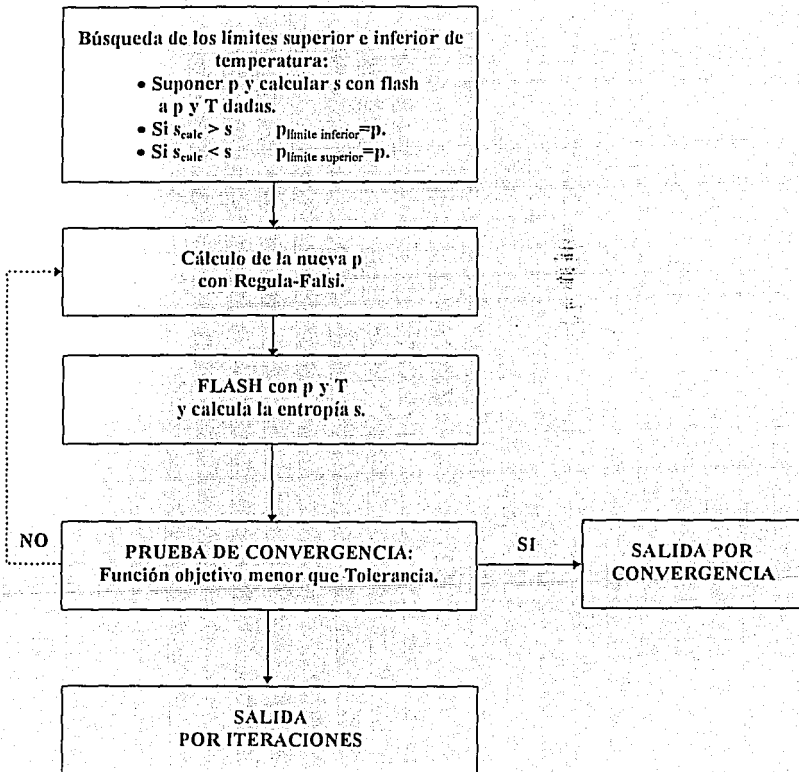 Búsqueda de los límites superior e inferior de
temperatura:
• Suponer p y calcular s con flash
a p y T dadas.
• Si s_calc > s p_límite inferior=p.
• Si s_calc < s p_límite superior=p.
Cálculo de la nueva p
con Regula-Falsi.
FLASH con p y T
y calcula la entropía s.
NO
PRUEBA DE CONVERGENCIA:
Función objetivo menor que Tolerancia.
SI
SALIDA POR
CONVERGENCIA
SALIDA
POR ITERACIONES